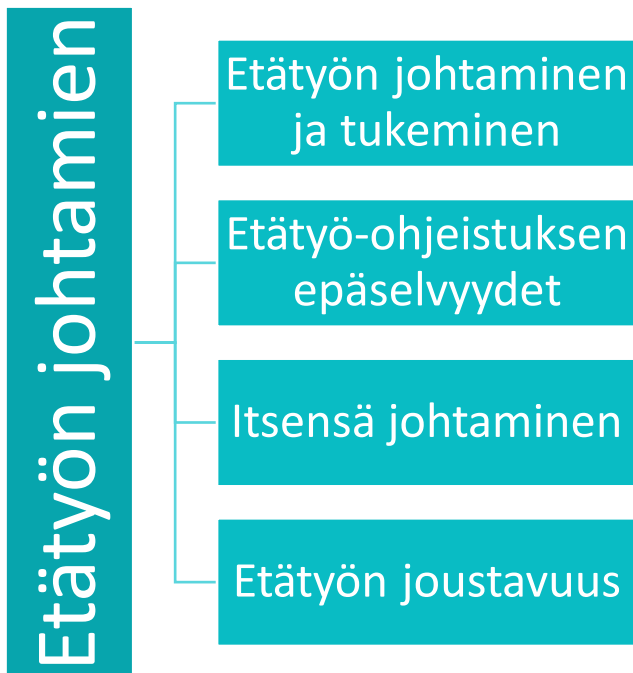 Etätyön johtamien
Etätyön johtaminen
ja tukeminen
Etätyö-ohjeistuksen
epäselvyydet
Itsensä johtaminen
Etätyön joustavuus